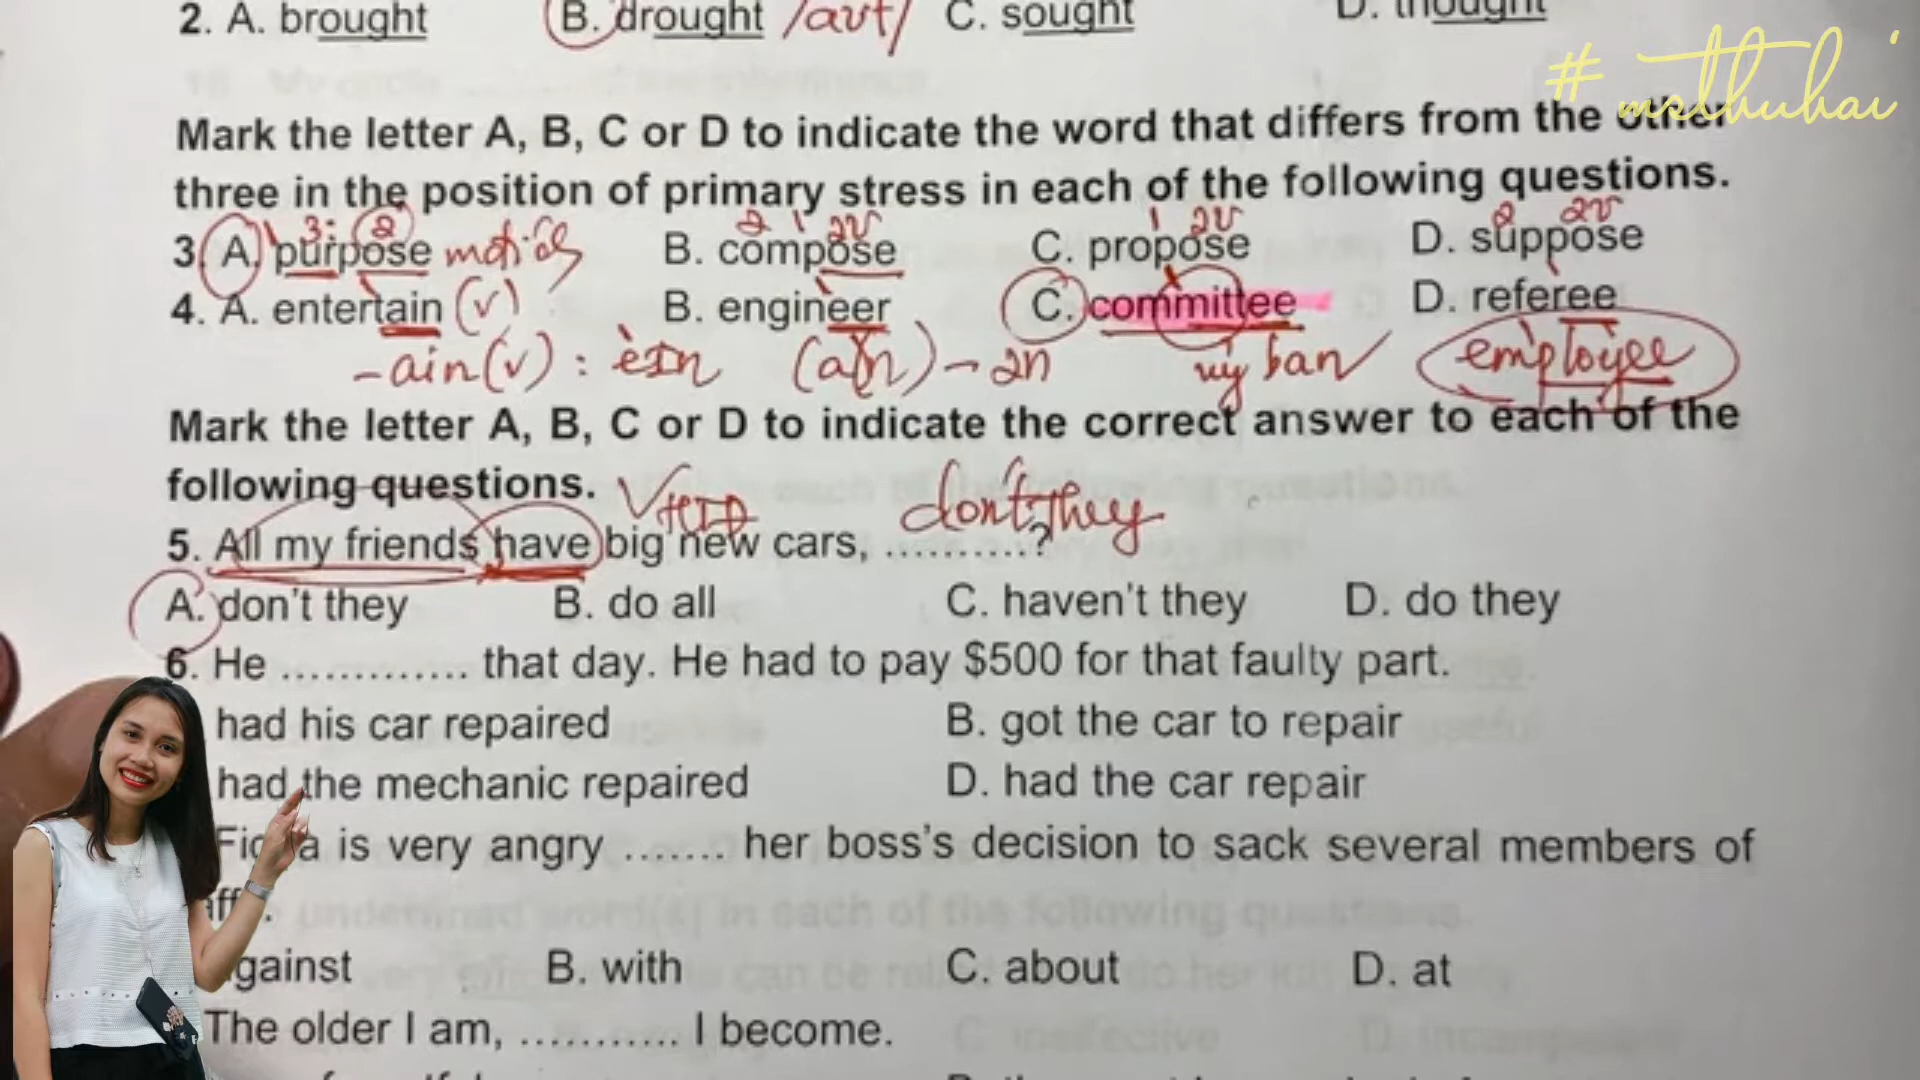 2. A. brought B. drought /aʊt/ C. sought D. thought
# msthuhai
Mark the letter A, B, C or D to indicate the word that differs from the other
three in the position of primary stress in each of the following questions.
3. A. purpose B. compose C. propose D. suppose
4. A. entertain (v) B. engineer C. committee D. referee
-ain(v) : èɪn (a/n) - ən uỷ ban employee
Mark the letter A, B, C or D to indicate the correct answer to each of the
following questions. don't they
5. All my friends have big new cars, ..........?
A. don't they B. do all C. haven't they D. do they
6. He ............. that day. He had to pay $500 for that faulty part.
had his car repaired B. got the car to repair
had the mechanic repaired D. had the car repair
is very angry ....... her boss's decision to sack several members of
gainst B. with C. about D. at
The older I am, ........... I become.